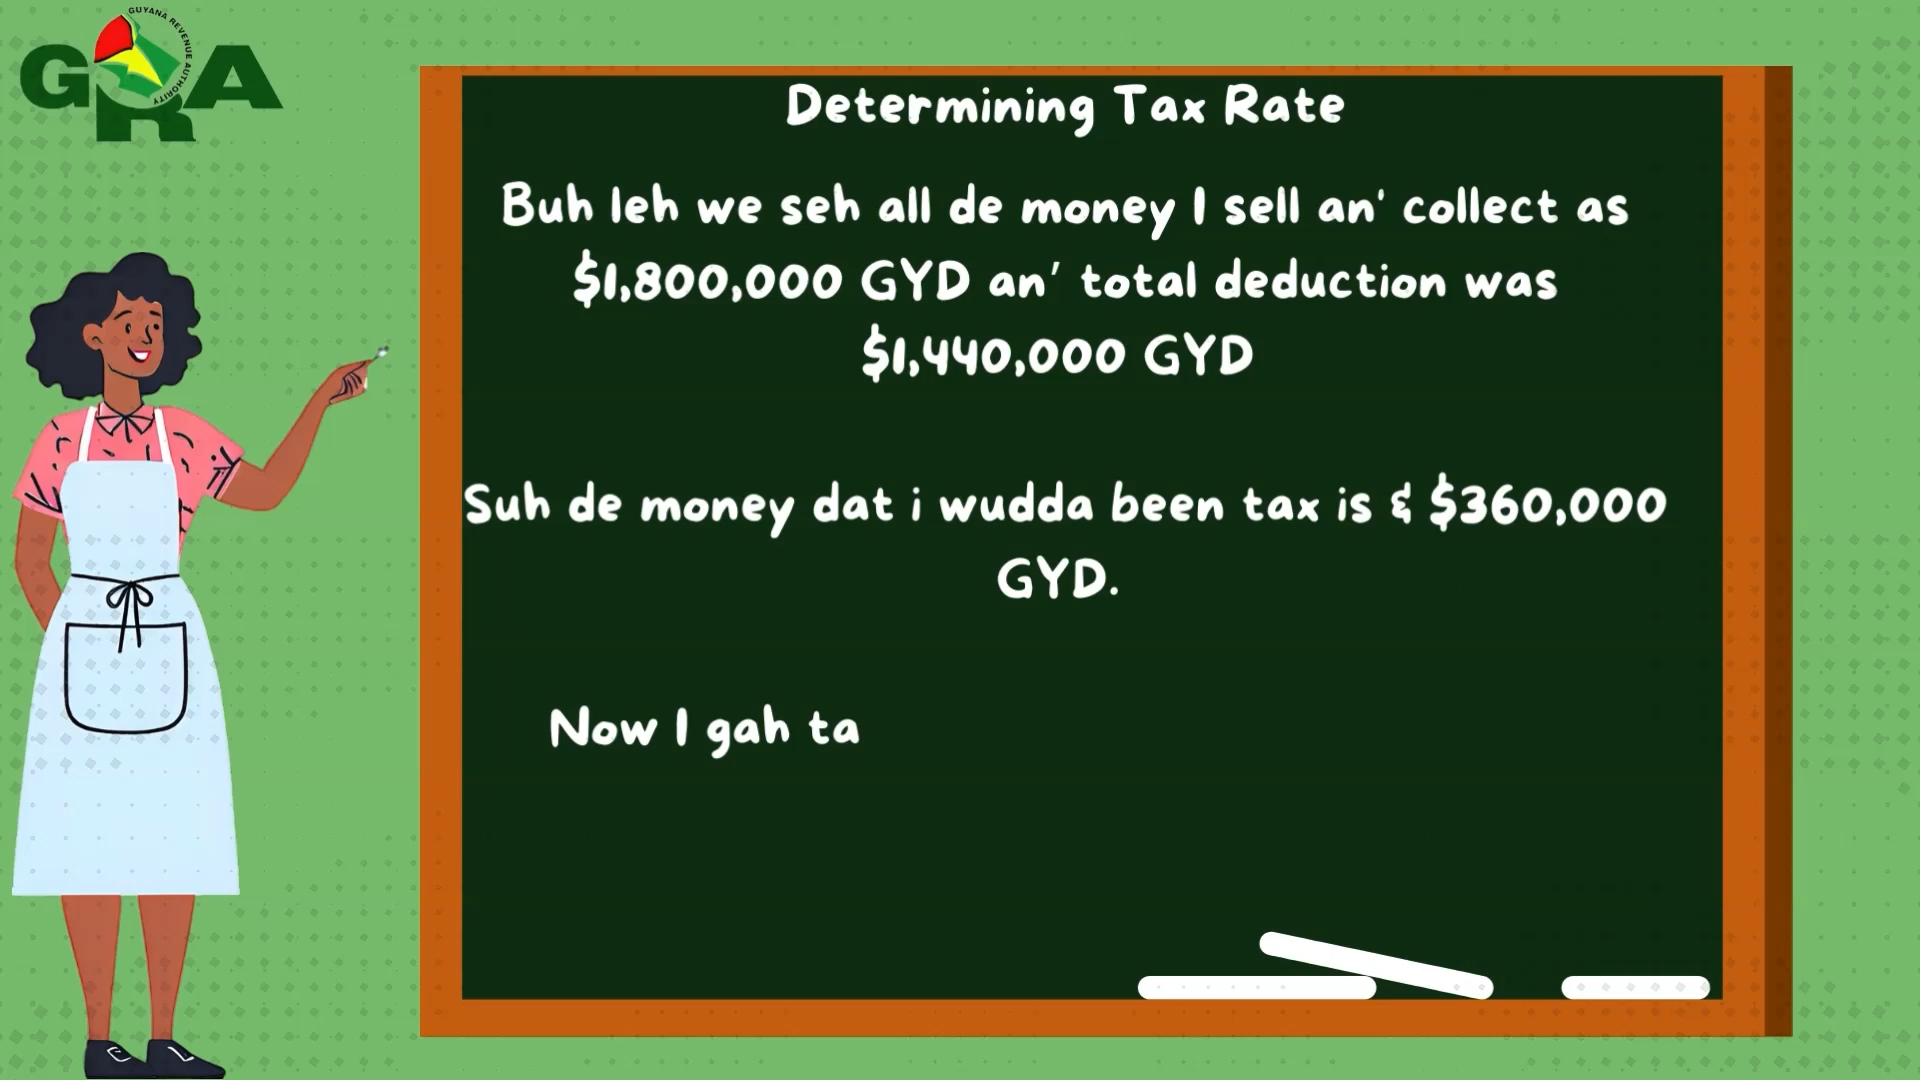 GRA
GUYANA REVENUE AUTHORITY
Determining Tax Rate
Buh leh we seh all de money I sell an' collect as
$1,800,000 GYD an' total deduction was
$1,440,000 GYD
Suh de money dat i wudda been tax is & $360,000
GYD.
Now I gah ta